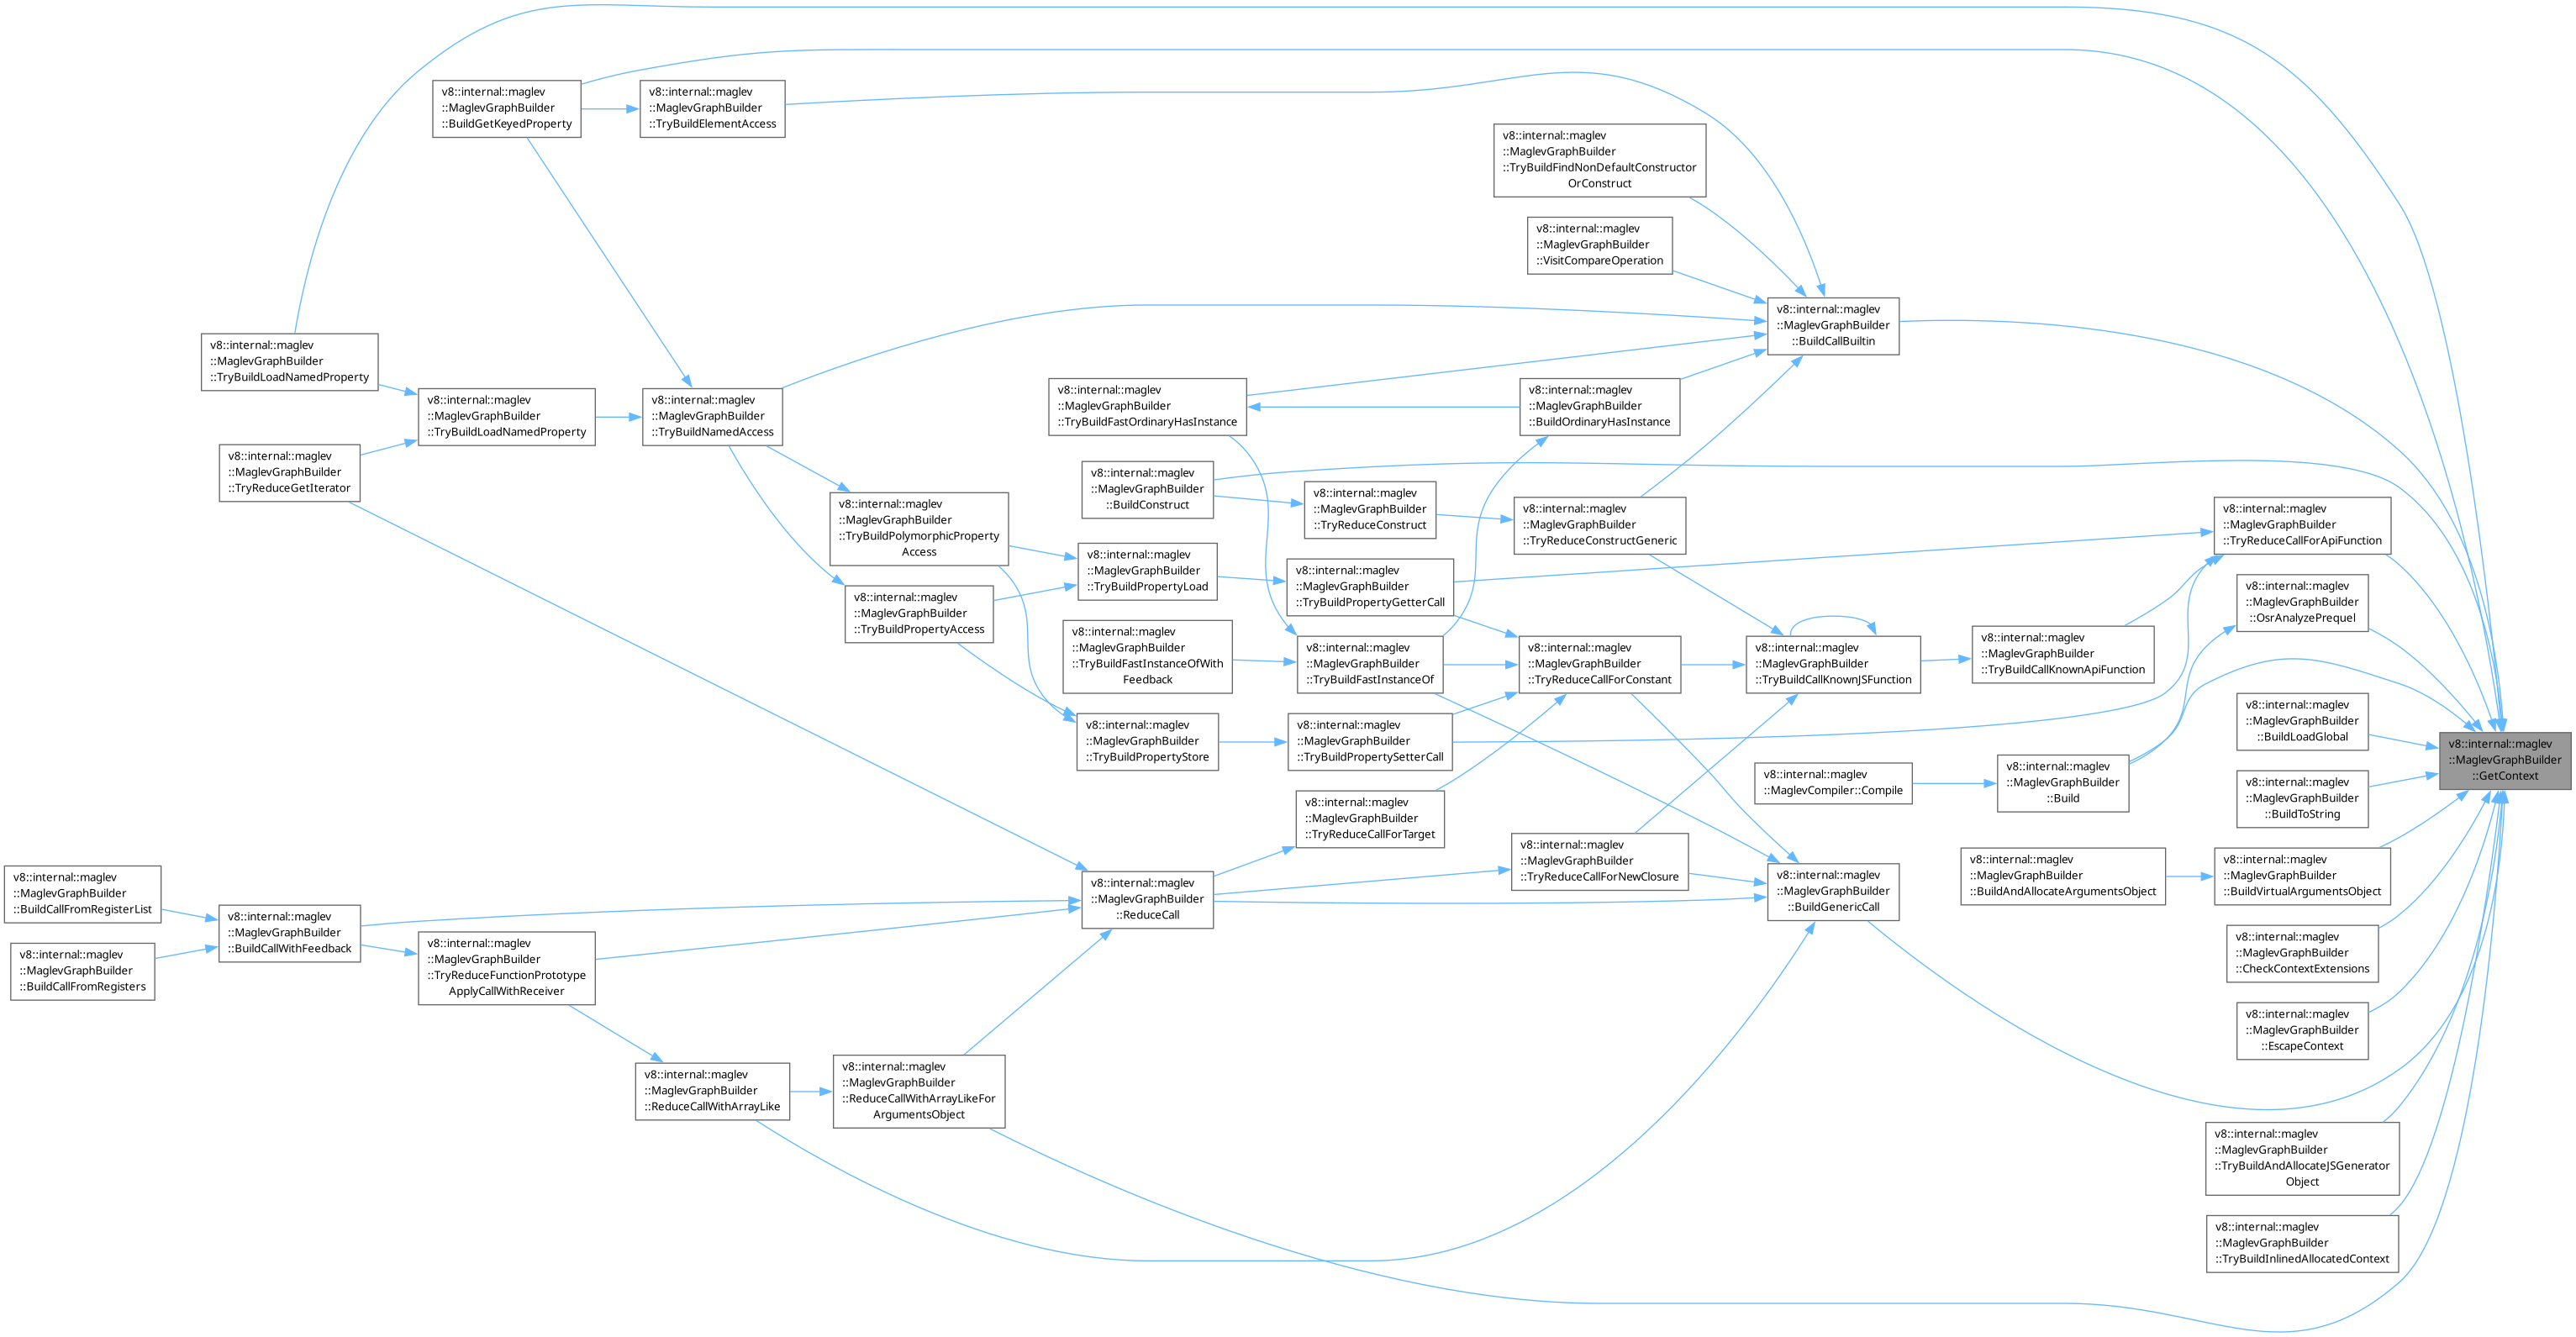 v8::internal::maglev
::MaglevGraphBuilder
::BuildGetKeyedProperty
v8::internal::maglev
::MaglevGraphBuilder
::TryBuildElementAccess
v8::internal::maglev
::MaglevGraphBuilder
::TryBuildFindNonDefaultConstructor
OrConstruct
v8::internal::maglev
::MaglevGraphBuilder
::VisitCompareOperation
v8::internal::maglev
::MaglevGraphBuilder
::BuildCallBuiltin
v8::internal::maglev
::MaglevGraphBuilder
::TryBuildLoadNamedProperty
v8::internal::maglev
::MaglevGraphBuilder
::TryBuildLoadNamedProperty
v8::internal::maglev
::MaglevGraphBuilder
::TryBuildNamedAccess
v8::internal::maglev
::MaglevGraphBuilder
::TryBuildFastOrdinaryHasInstance
v8::internal::maglev
::MaglevGraphBuilder
::BuildOrdinaryHasInstance
v8::internal::maglev
::MaglevGraphBuilder
::TryReduceGetIterator
v8::internal::maglev
::MaglevGraphBuilder
::BuildConstruct
v8::internal::maglev
::MaglevGraphBuilder
::TryReduceConstruct
v8::internal::maglev
::MaglevGraphBuilder
::TryReduceConstructGeneric
v8::internal::maglev
::MaglevGraphBuilder
::TryReduceCallForApiFunction
v8::internal::maglev
::MaglevGraphBuilder
::TryBuildPolymorphicProperty
Access
v8::internal::maglev
::MaglevGraphBuilder
::TryBuildPropertyLoad
v8::internal::maglev
::MaglevGraphBuilder
::TryBuildPropertyGetterCall
v8::internal::maglev
::MaglevGraphBuilder
::OsrAnalyzePrequel
v8::internal::maglev
::MaglevGraphBuilder
::TryBuildPropertyAccess
v8::internal::maglev
::MaglevGraphBuilder
::TryBuildFastInstanceOfWith
Feedback
v8::internal::maglev
::MaglevGraphBuilder
::TryBuildFastInstanceOf
v8::internal::maglev
::MaglevGraphBuilder
::TryReduceCallForConstant
v8::internal::maglev
::MaglevGraphBuilder
::TryBuildCallKnownJSFunction
v8::internal::maglev
::MaglevGraphBuilder
::TryBuildCallKnownApiFunction
v8::internal::maglev
::MaglevGraphBuilder
::BuildLoadGlobal
v8::internal::maglev
::MaglevGraphBuilder
::TryBuildPropertyStore
v8::internal::maglev
::MaglevGraphBuilder
::TryBuildPropertySetterCall
v8::internal::maglev
::MaglevGraphBuilder
::GetContext
v8::internal::maglev
::MaglevCompiler::Compile
v8::internal::maglev
::MaglevGraphBuilder
::Build
v8::internal::maglev
::MaglevGraphBuilder
::BuildToString
v8::internal::maglev
::MaglevGraphBuilder
::TryReduceCallForTarget
v8::internal::maglev
::MaglevGraphBuilder
::TryReduceCallForNewClosure
v8::internal::maglev
::MaglevGraphBuilder
::BuildAndAllocateArgumentsObject
v8::internal::maglev
::MaglevGraphBuilder
::BuildVirtualArgumentsObject
v8::internal::maglev
::MaglevGraphBuilder
::BuildCallFromRegisterList
v8::internal::maglev
::MaglevGraphBuilder
::ReduceCall
v8::internal::maglev
::MaglevGraphBuilder
::BuildGenericCall
v8::internal::maglev
::MaglevGraphBuilder
::BuildCallWithFeedback
v8::internal::maglev
::MaglevGraphBuilder
::BuildCallFromRegisters
v8::internal::maglev
::MaglevGraphBuilder
::TryReduceFunctionPrototype
ApplyCallWithReceiver
v8::internal::maglev
::MaglevGraphBuilder
::CheckContextExtensions
v8::internal::maglev
::MaglevGraphBuilder
::EscapeContext
v8::internal::maglev
::MaglevGraphBuilder
::ReduceCallWithArrayLike
v8::internal::maglev
::MaglevGraphBuilder
::ReduceCallWithArrayLikeFor
ArgumentsObject
v8::internal::maglev
::MaglevGraphBuilder
::TryBuildAndAllocateJSGenerator
Object
v8::internal::maglev
::MaglevGraphBuilder
::TryBuildInlinedAllocatedContext